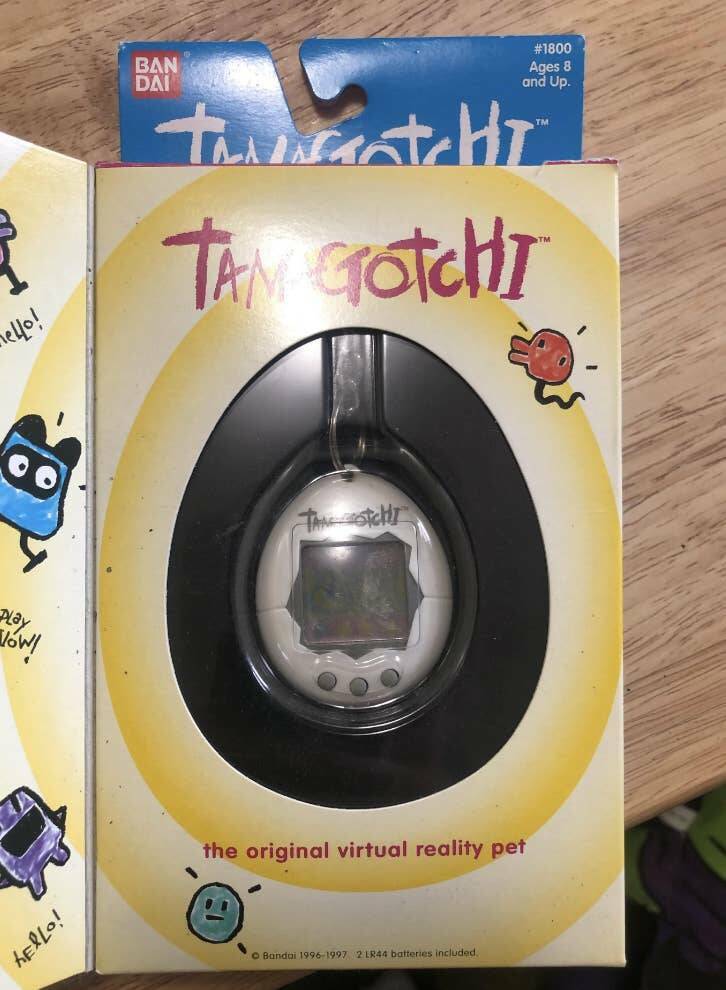 BAN
DAI ®
#1800
Ages 8
and Up.
TAMAGOTCHI™
TAMAGOTCHI™
hello!
TAMAGOTCHI™
Play
Now!
the original virtual reality pet
HELLO!
© Bandai 1996-1997 2 LR44 batteries included.